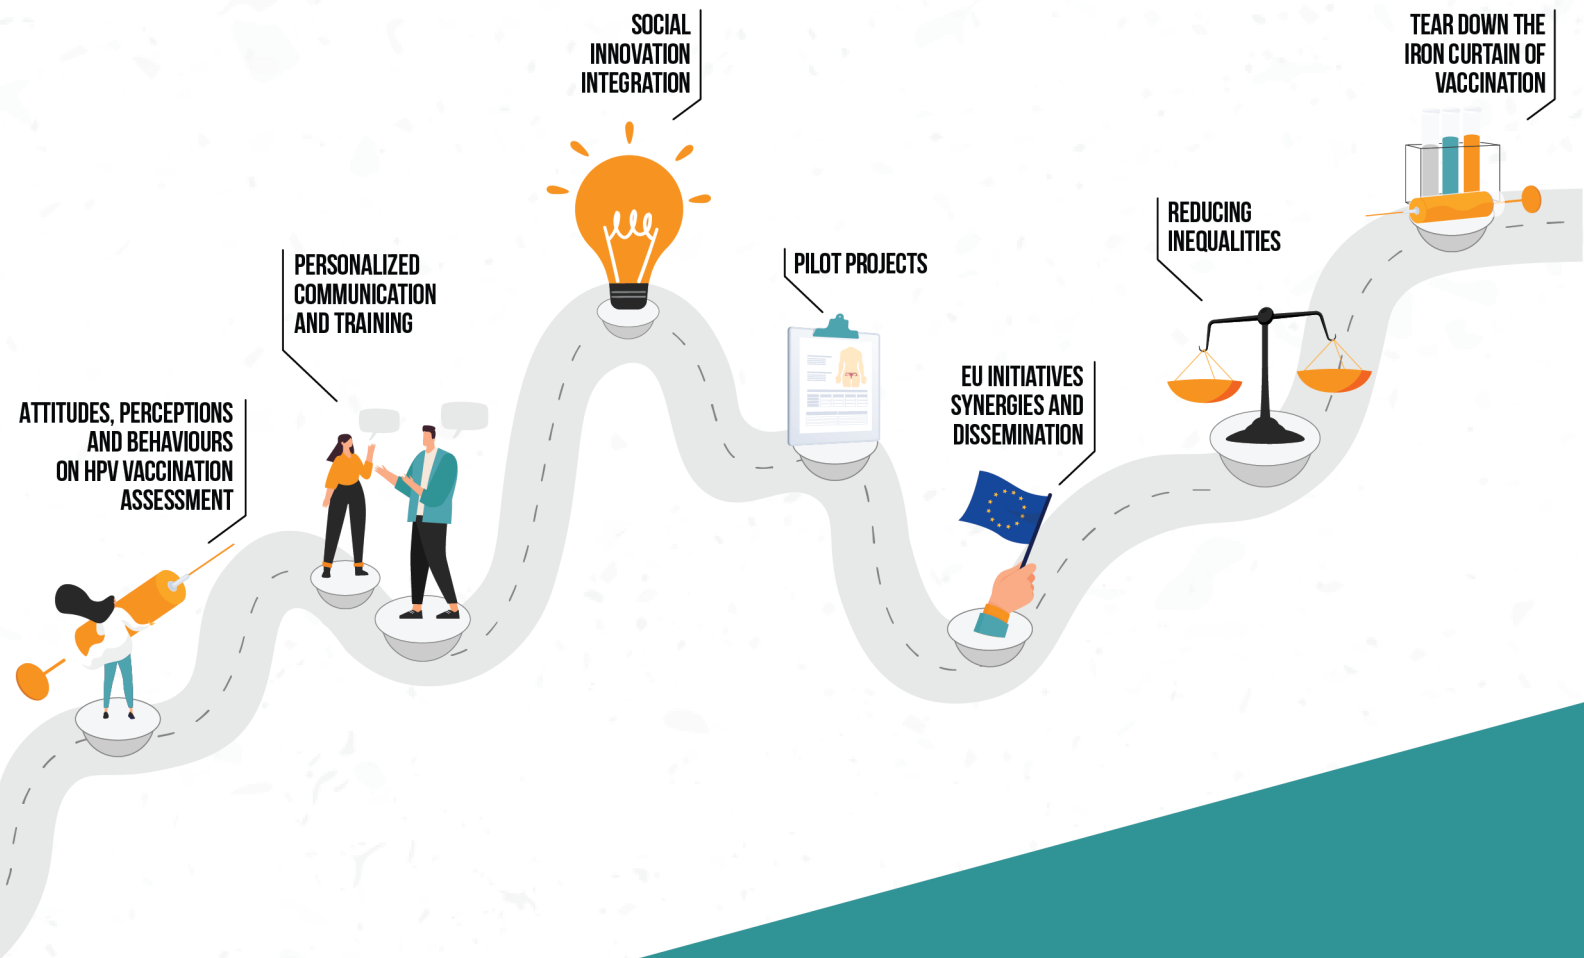 ATTITUDES, PERCEPTIONS
AND BEHAVIOURS
ON HPV VACCINATION
ASSESSMENT
PERSONALIZED
COMMUNICATION
AND TRAINING
SOCIAL
INNOVATION
INTEGRATION
PILOT PROJECTS
EU INITIATIVES
SYNERGIES AND
DISSEMINATION
REDUCING
INEQUALITIES
TEAR DOWN THE
IRON CURTAIN OF
VACCINATION